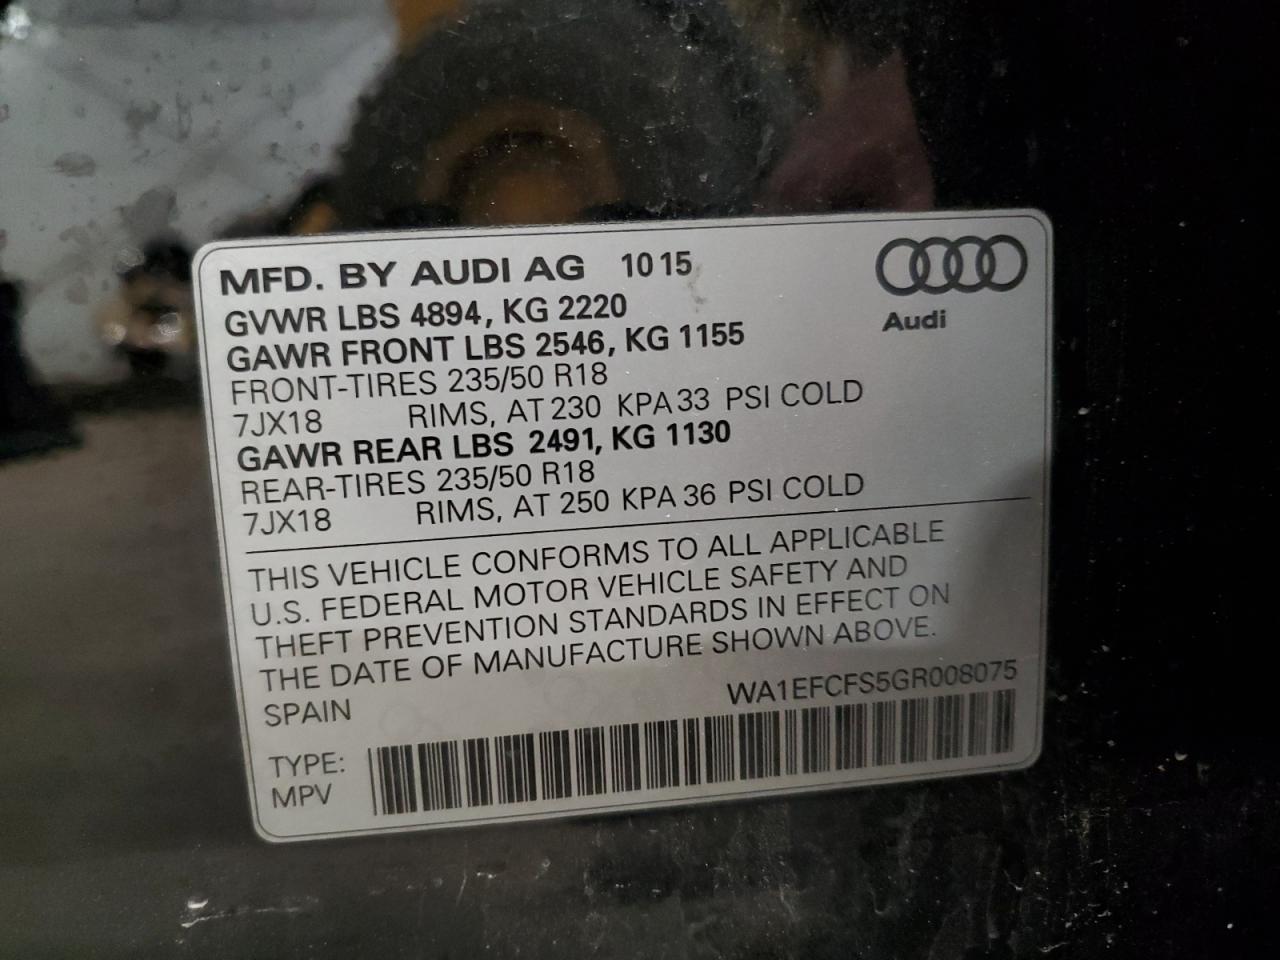 MFD. BY AUDI AG 10 15
Audi
GVWR LBS 4894, KG 2220
GAWR FRONT LBS 2546, KG 1155
FRONT-TIRES 235/50 R18
7JX18 RIMS, AT 230 KPA 33 PSI COLD
GAWR REAR LBS 2491, KG 1130
REAR-TIRES 235/50 R18
7JX18 RIMS, AT 250 KPA 36 PSI COLD
THIS VEHICLE CONFORMS TO ALL APPLICABLE
U.S. FEDERAL MOTOR VEHICLE SAFETY AND
THEFT PREVENTION STANDARDS IN EFFECT ON
THE DATE OF MANUFACTURE SHOWN ABOVE.
SPAIN WA1EFCFS5GR008075
TYPE:
MPV